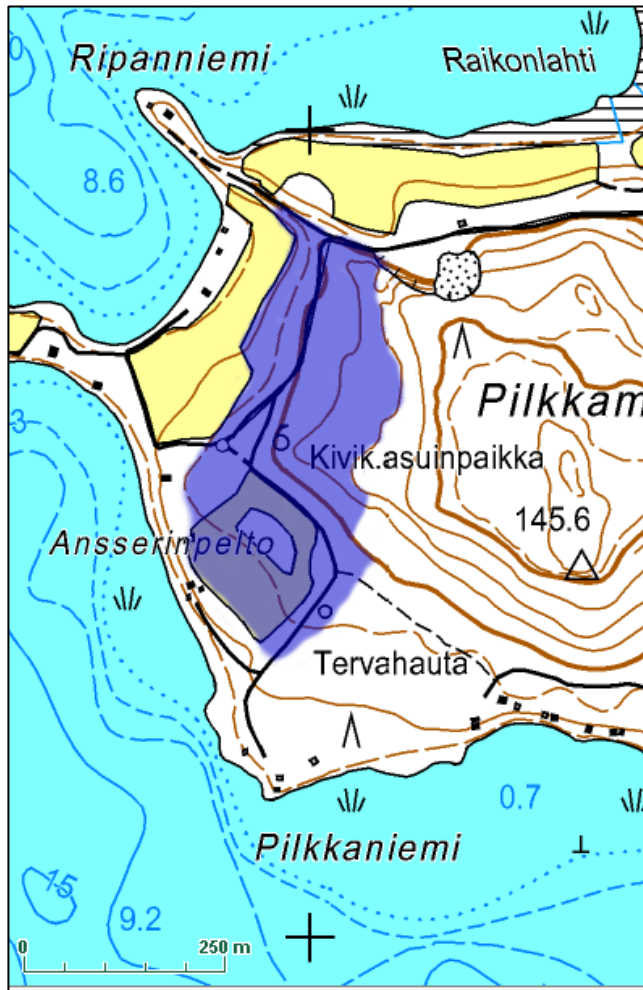 Ripanniemi
Raikonlahti
8.6
Pilkkam
Kivik.asuinpaikka
145.6
Ansserinpelto
Tervahauta
0.7
Pilkkaniemi
15
9.2
0
250 m